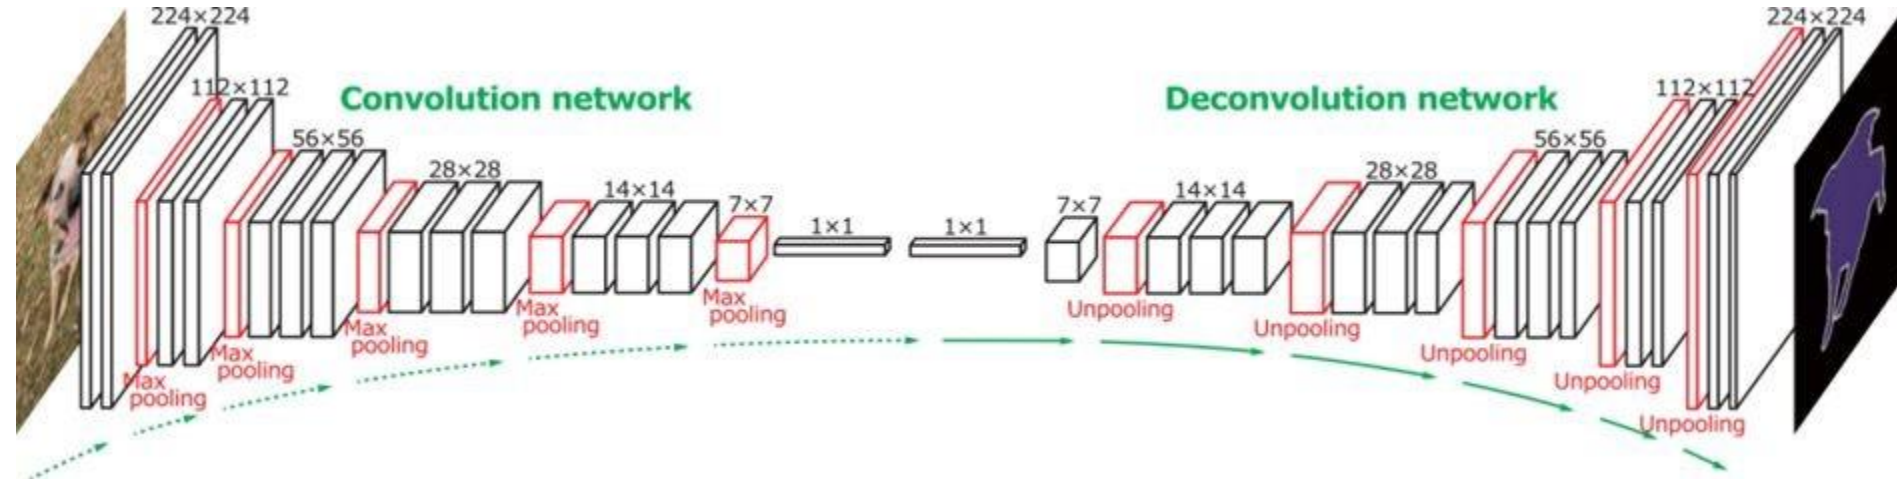 224×224
112×112
Convolution network
56×56
28×28
14×14
7×7
1×1
1×1
7×7
14×14
28×28
Deconvolution network
56×56
112×112
224×224
Max
pooling
Max
pooling
Max
pooling
Max
pooling
Max
pooling
Unpooling
Unpooling
Unpooling
Unpooling
Unpooling